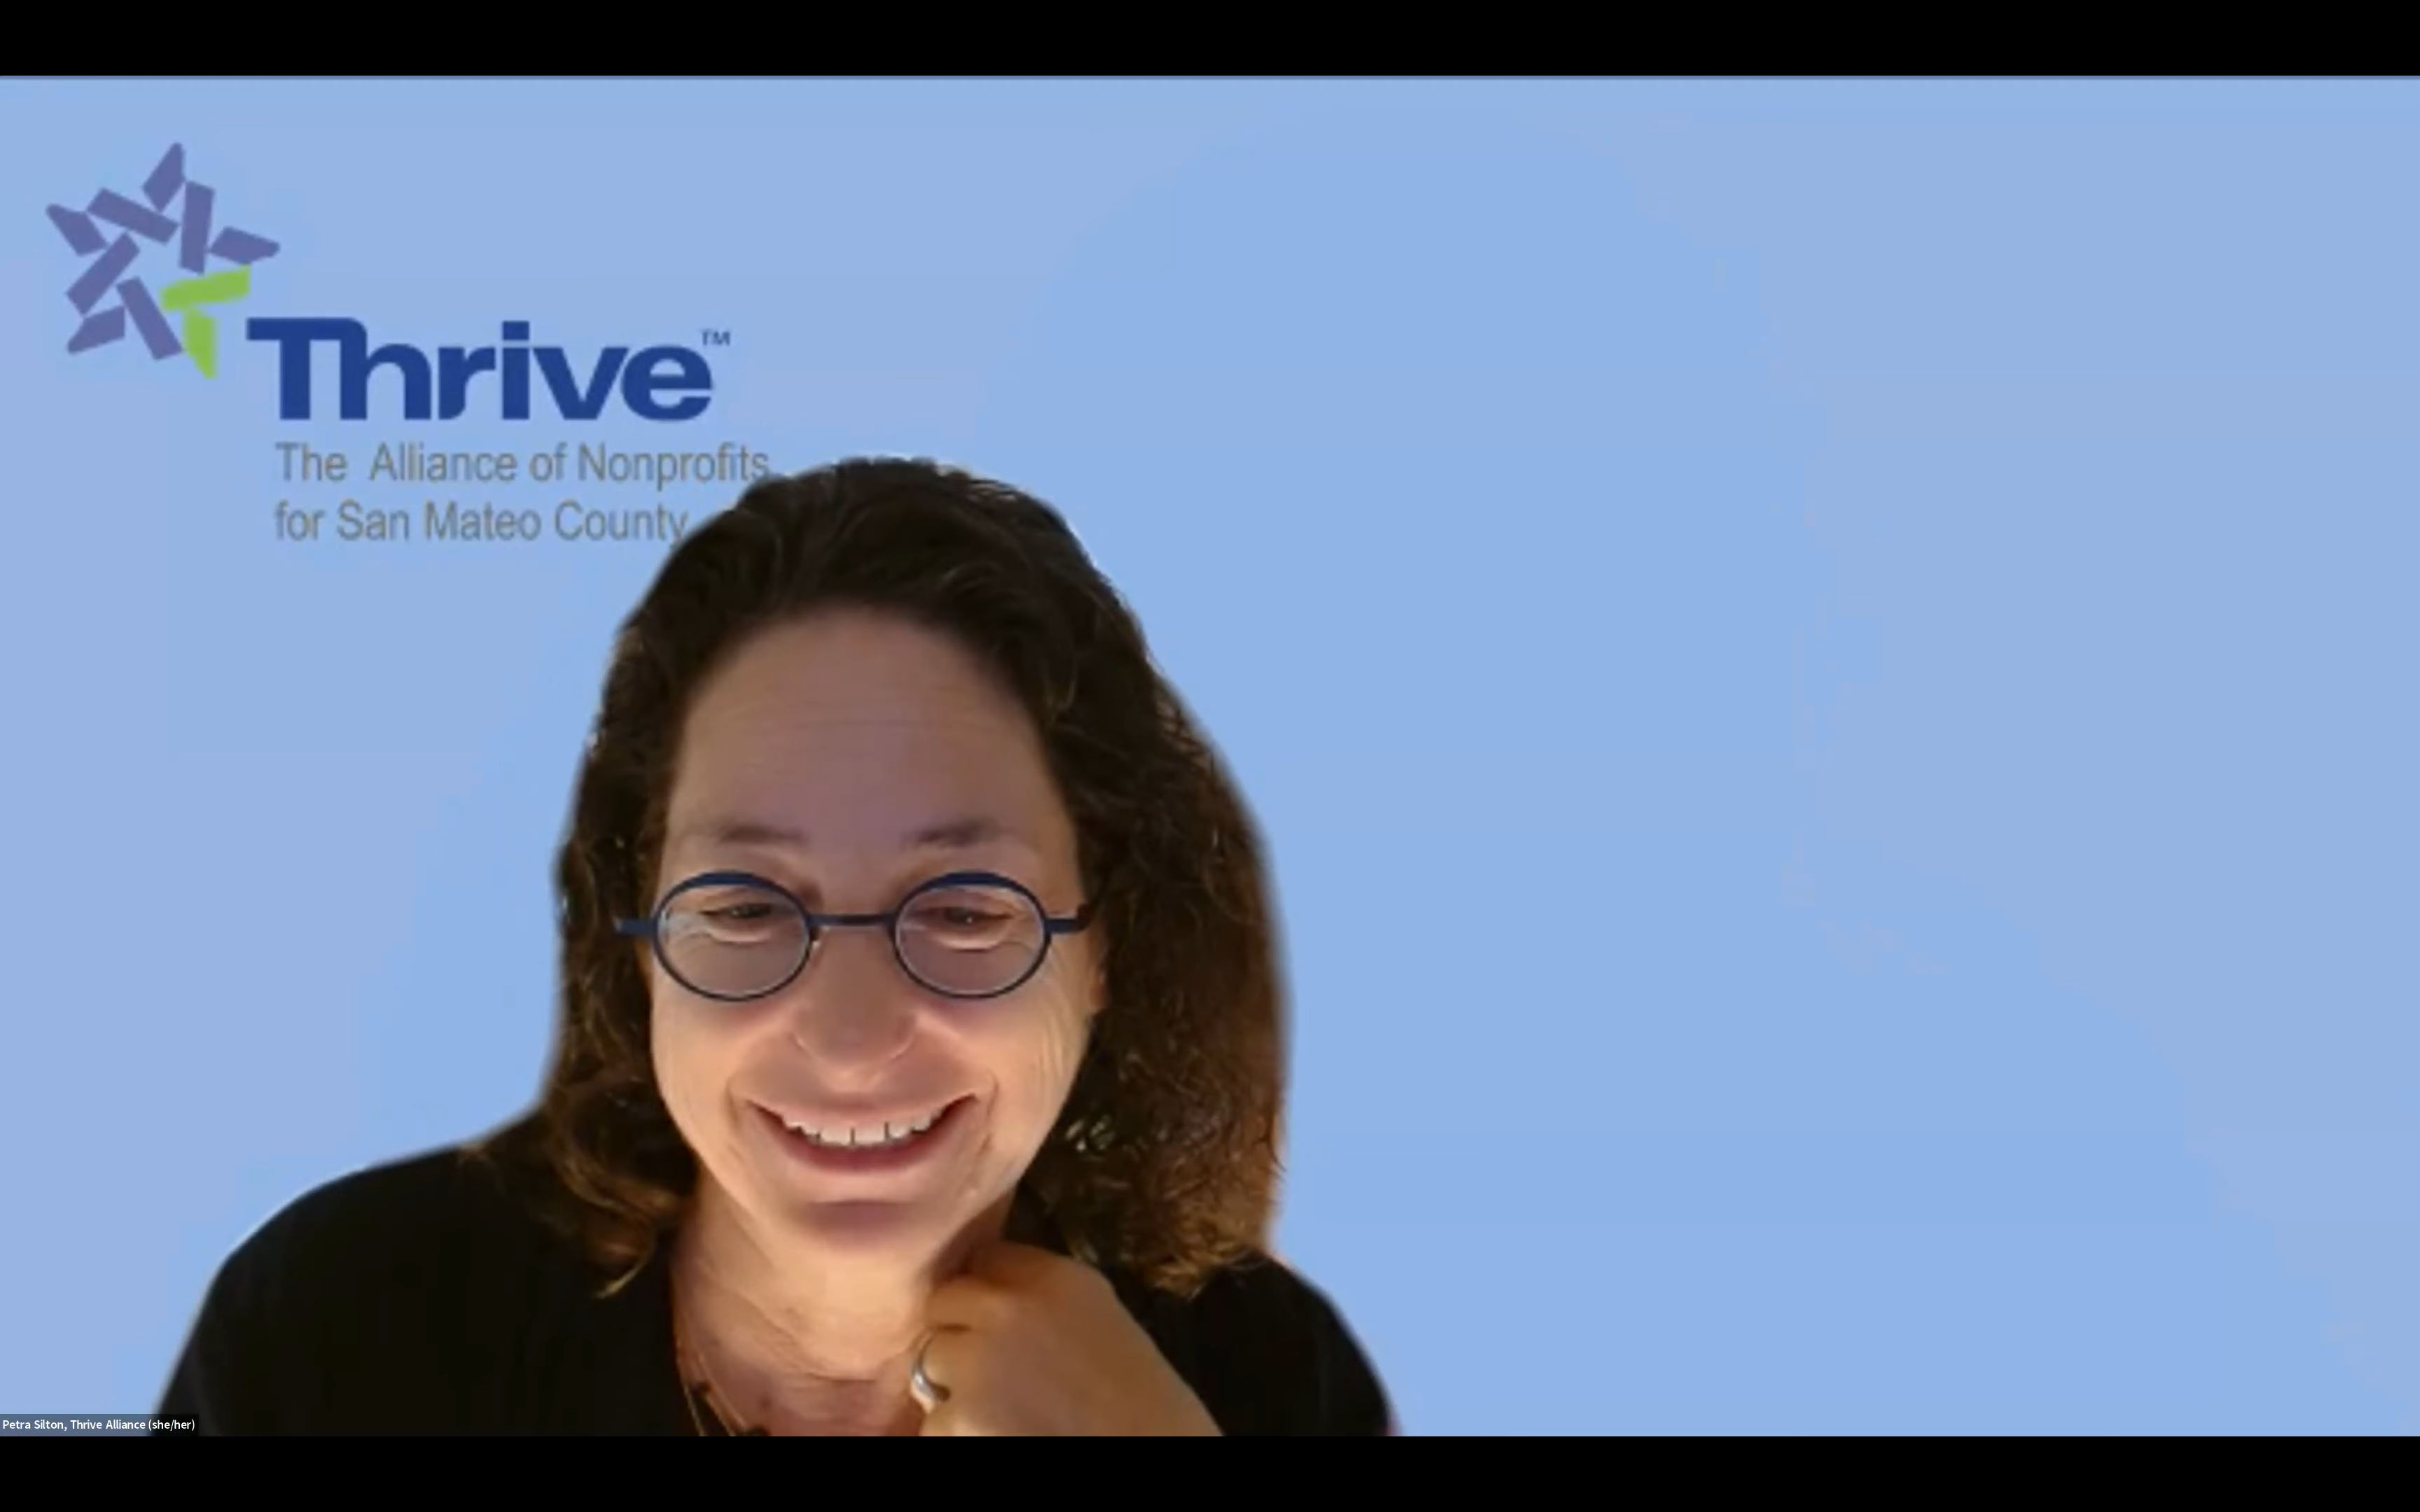 Thrive™
The Alliance of Nonprofits
for San Mateo County
Petra Silton, Thrive Alliance (she/her)